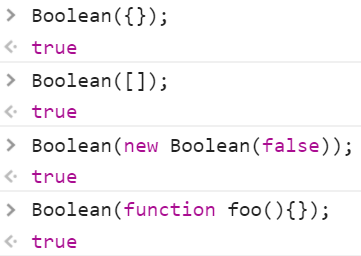 > Boolean({});
< true
> Boolean([]);
< true
> Boolean(new Boolean(false));
< true
> Boolean(function foo(){});
< true